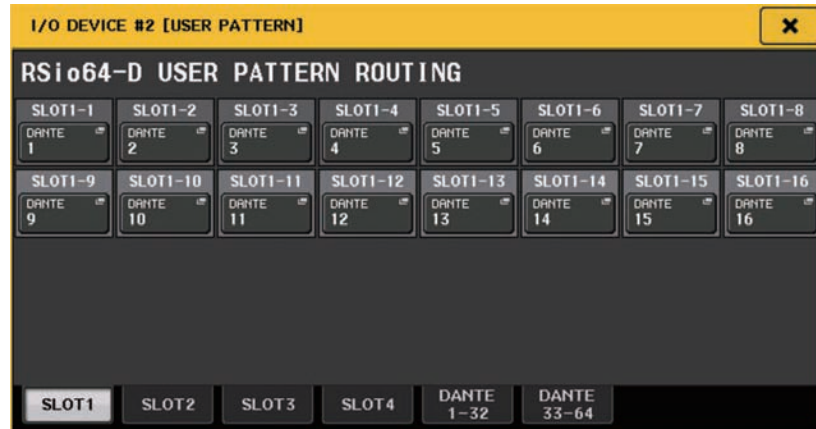 I/O DEVICE #2 [USER PATTERN]
RSio64-D USER PATTERN ROUTING
SLOT1-1 SLOT1-2 SLOT1-3 SLOT1-4 SLOT1-5 SLOT1-6 SLOT1-7 SLOT1-8
DANTE DANTE DANTE DANTE DANTE DANTE DANTE DANTE
1 2 3 4 5 6 7 8
SLOT1-9 SLOT1-10 SLOT1-11 SLOT1-12 SLOT1-13 SLOT1-14 SLOT1-15 SLOT1-16
DANTE DANTE DANTE DANTE DANTE DANTE DANTE DANTE
9 10 11 12 13 14 15 16
SLOT1 SLOT2 SLOT3 SLOT4 DANTE DANTE
1-32 33-64